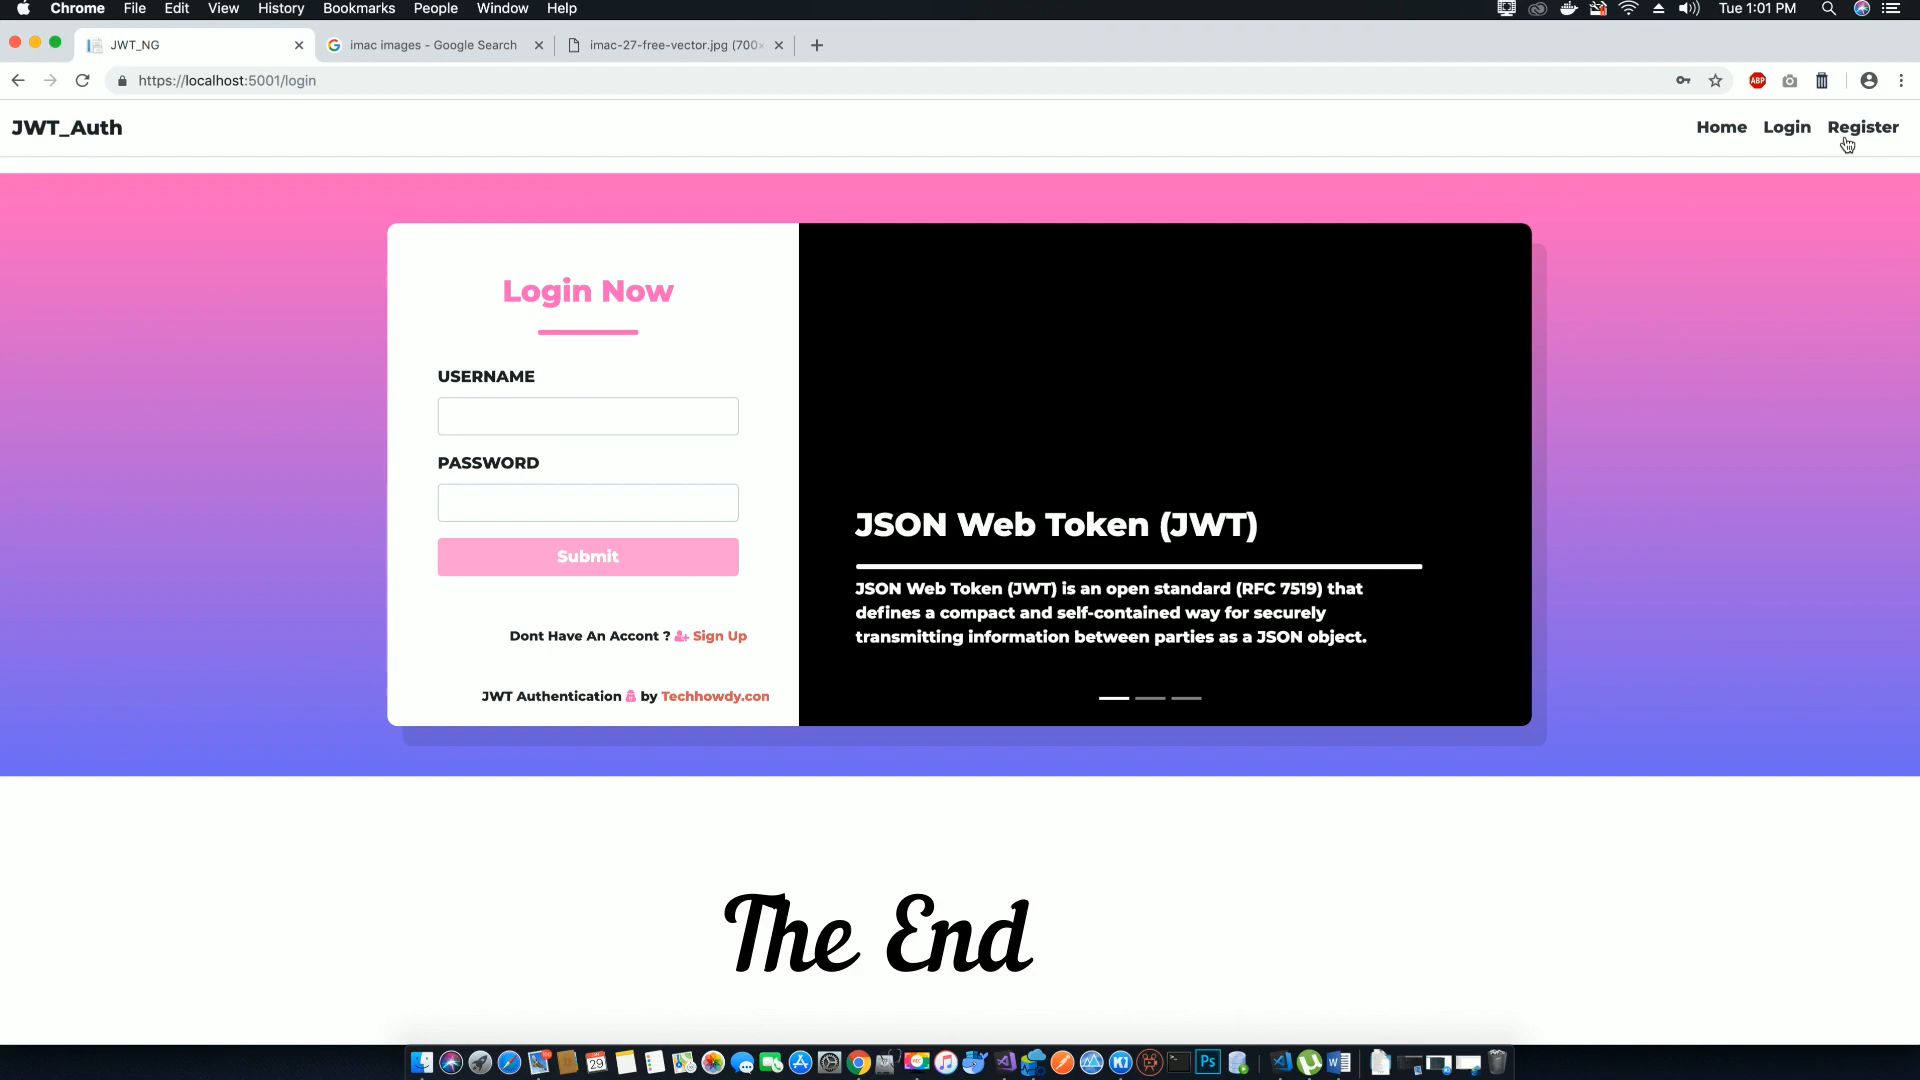 Chrome File Edit View History Bookmarks People Window Help Tue 1:01 PM
JWT_NG imac images - Google Search imac-27-free-vector.jpg (700×
https://localhost:5001/login ABP
JWT_Auth Home Login Register
Login Now
USERNAME
PASSWORD
Submit
Dont Have An Accont ? Sign Up
JWT Authentication by Techhowdy.con
JSON Web Token (JWT)
JSON Web Token (JWT) is an open standard (RFC 7519) that
defines a compact and self-contained way for securely
transmitting information between parties as a JSON object.
The End
29 Ps